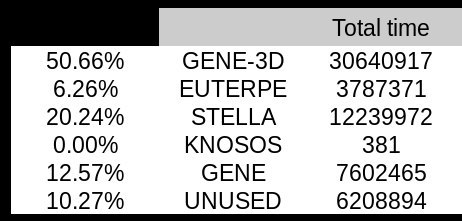 Total time
50.66% GENE-3D 30640917
6.26% EUTERPE 3787371
20.24% STELLA 12239972
0.00% KNOSOS 381
12.57% GENE 7602465
10.27% UNUSED 6208894